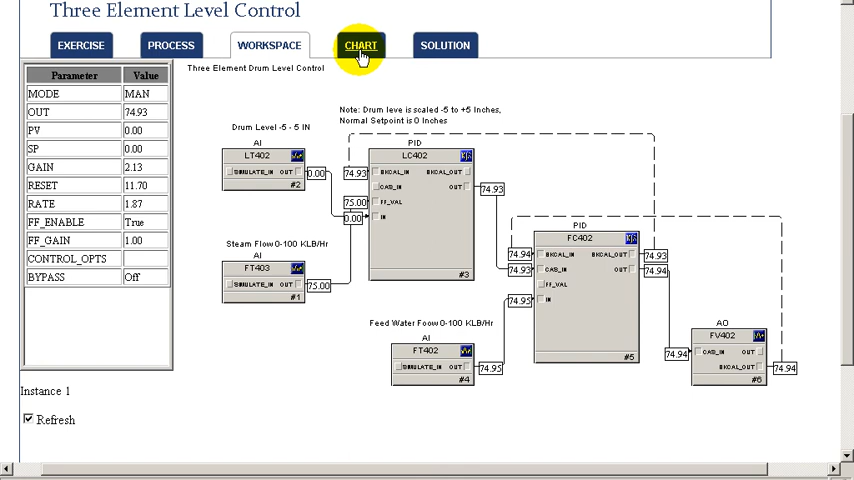 Three Element Level Control
EXERCISE
PROCESS
WORKSPACE
CHART
SOLUTION
Parameter Value
MODE MAN
OUT 74.93
PV 0.00
SP 0.00
GAIN 2.13
RESET 11.70
RATE 1.87
FF_ENABLE True
FF_GAIN 1.00
CONTROL_OPTS
BYPASS Off
Instance 1
Refresh
Three Element Drum Level Control
Note: Drum leve is scaled -5 to +5 Inches,
Normal Setpoint is 0 Inches
Drum Level -5 - 5 IN
AI
LT402
SIMULATE_IN OUT
#2
0.00
Steam Flow 0-100 KLB/Hr
AI
FT403
SIMULATE_IN OUT
#1
75.00
PID
LC402
74.93
BKCAL_IN
BKCAL_OUT
CAS_IN
OUT
74.93
75.00
FF_VAL
0.00
IN
#3
Feed Water Foow 0-100 KLB/Hr
AI
FT402
SIMULATE_IN OUT
#4
74.95
PID
FC402
74.94
BKCAL_IN
BKCAL_OUT
74.93
74.93
CAS_IN
OUT
74.94
FF_VAL
74.95
IN
#5
AO
FV402
74.94
CAS_IN
OUT
BKCAL_OUT
74.94
#6